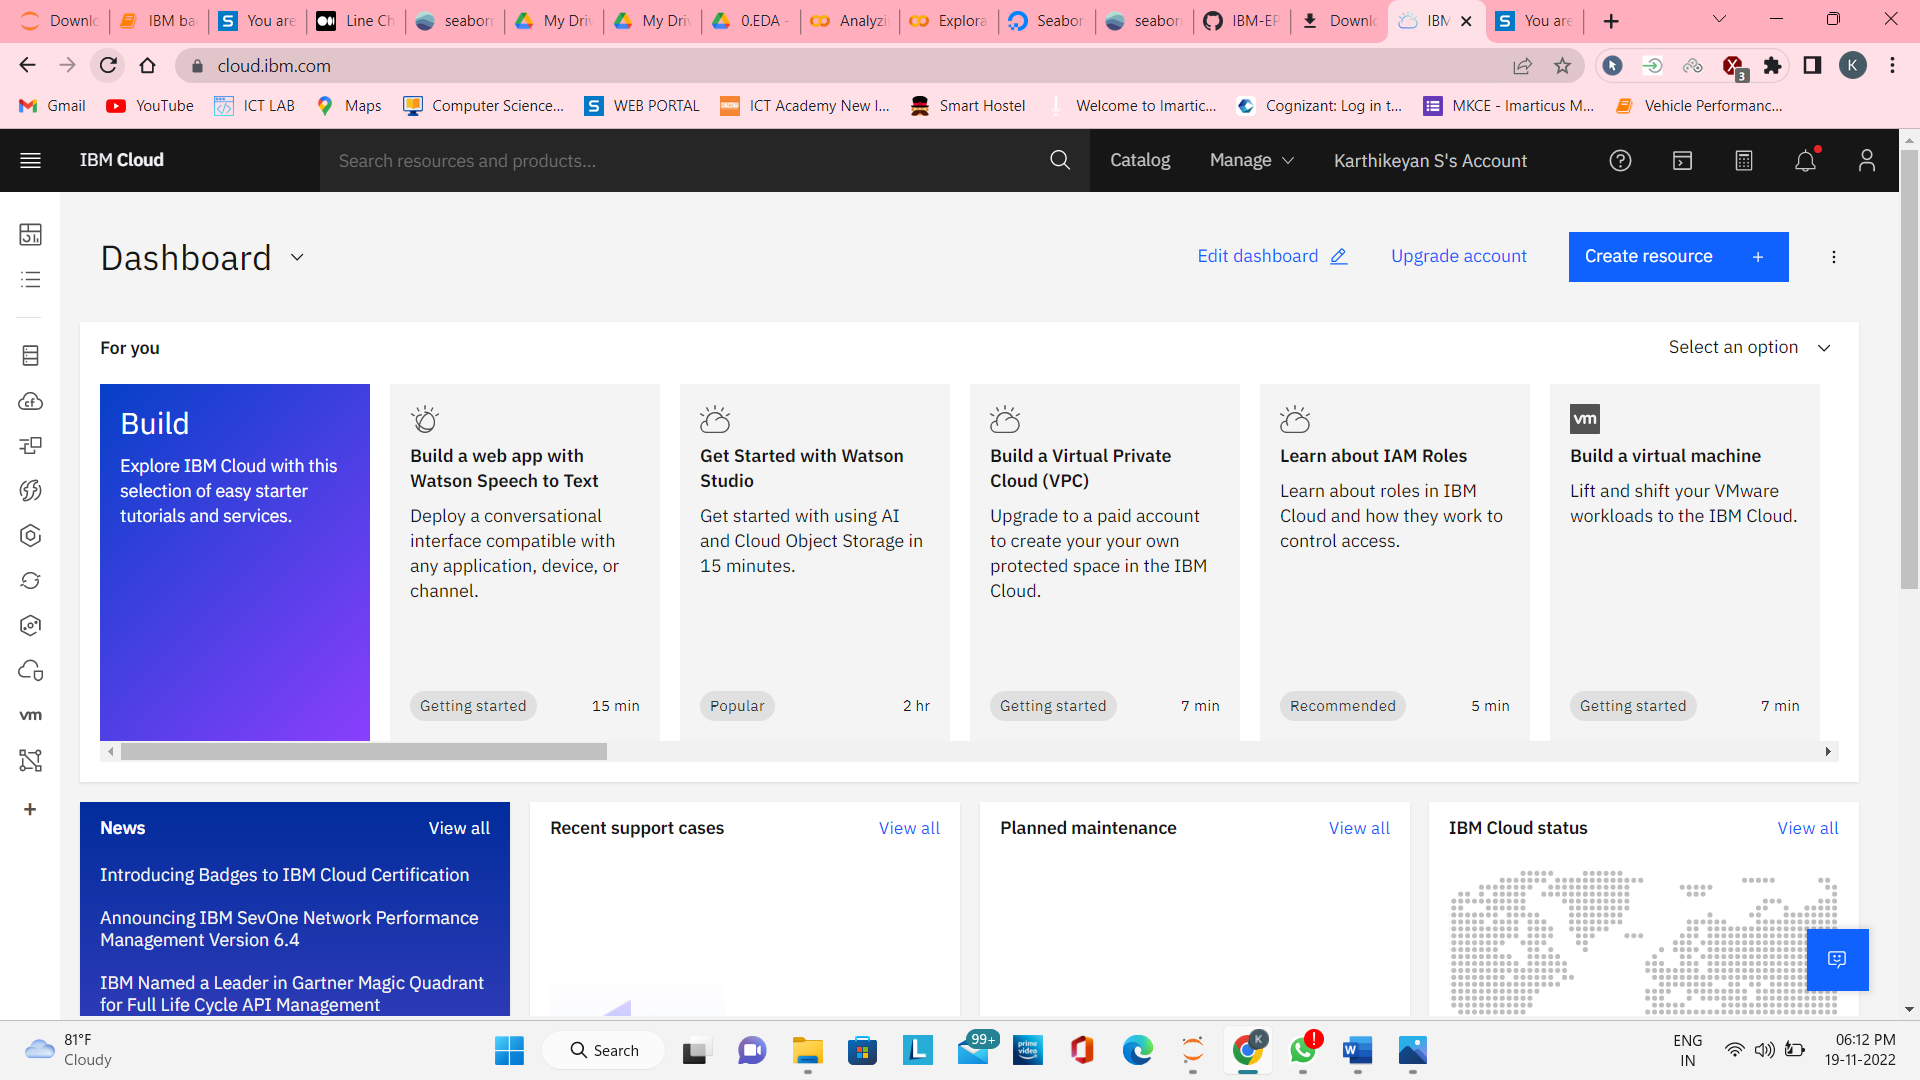 Downlo
IBM ba
You are
Line Ch
seabor
My Driv
My Driv
0.EDA -
Analyzi
Explora
Seabor
seabor
IBM-EP
Downlo
IBM
You are
cloud.ibm.com
3
K
Gmail
YouTube
ICT LAB
Maps
Computer Science...
WEB PORTAL
ICT Academy New I...
Smart Hostel
Welcome to Imartic...
Cognizant: Log in t...
MKCE - Imarticus M...
Vehicle Performanc...
IBM Cloud
Search resources and products...
Catalog
Manage
Karthikeyan S's Account
Dashboard
Edit dashboard
Upgrade account
Create resource +
For you
Select an option
Build
Explore IBM Cloud with this
selection of easy starter
tutorials and services.
Build a web app with
Watson Speech to Text
Deploy a conversational
interface compatible with
any application, device, or
channel.
Getting started 15 min
Get Started with Watson
Studio
Get started with using AI
and Cloud Object Storage in
15 minutes.
Popular 2 hr
Build a Virtual Private
Cloud (VPC)
Upgrade to a paid account
to create your your own
protected space in the IBM
Cloud.
Getting started 7 min
Learn about IAM Roles
Learn about roles in IBM
Cloud and how they work to
control access.
Recommended 5 min
vm
Build a virtual machine
Lift and shift your VMware
workloads to the IBM Cloud.
Getting started 7 min
cf
vm
News View all
Introducing Badges to IBM Cloud Certification
Announcing IBM SevOne Network Performance
Management Version 6.4
IBM Named a Leader in Gartner Magic Quadrant
for Full Life Cycle API Management
Recent support cases View all
Planned maintenance View all
IBM Cloud status View all
81°F
Cloudy
Search
L
99+
prime
video
K
W
ENG
IN
06:12 PM
19-11-2022